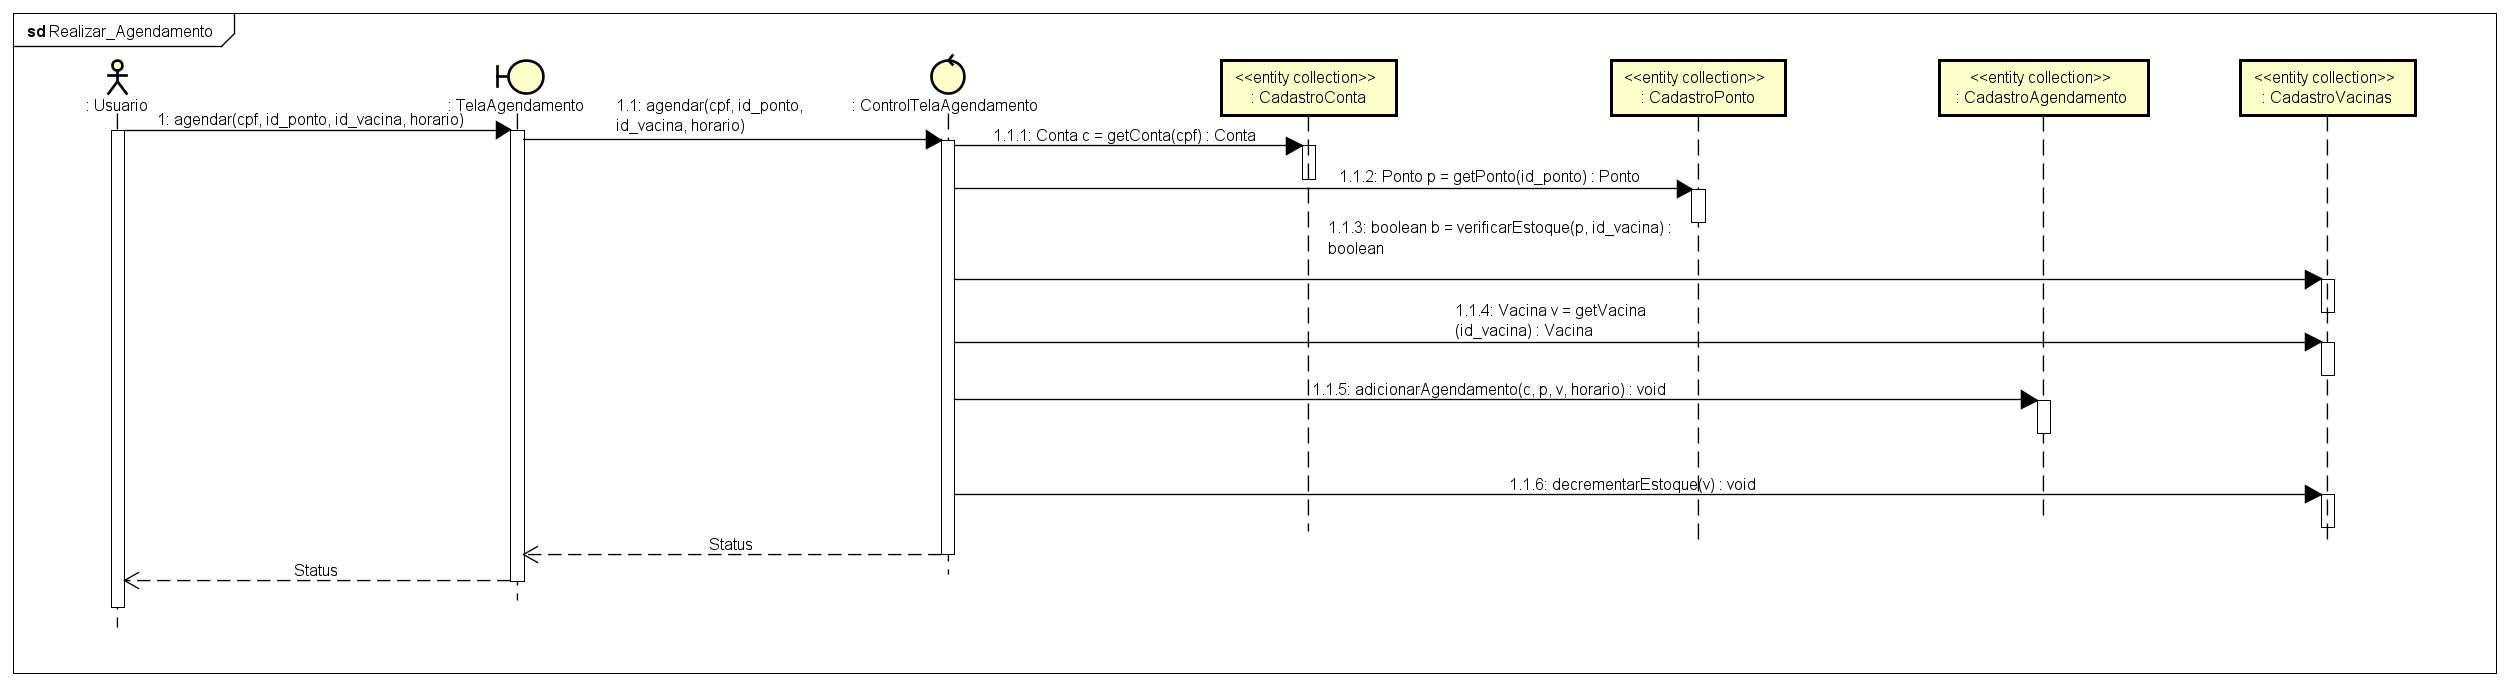 sd Realizar_Agendamento
: Usuario
: TelaAgendamento
: ControlTelaAgendamento
<<entity collection>>
: CadastroConta
<<entity collection>>
: CadastroPonto
<<entity collection>>
: CadastroAgendamento
<<entity collection>>
: CadastroVacinas
1: agendar(cpf, id_ponto, id_vacina, horario)
1.1: agendar(cpf, id_ponto,
id_vacina, horario)
1.1.1: Conta c = getConta(cpf) : Conta
1.1.2: Ponto p = getPonto(id_ponto) : Ponto
1.1.3: boolean b = verificarEstoque(p, id_vacina) :
boolean
1.1.4: Vacina v = getVacina
(id_vacina) : Vacina
1.1.5: adicionarAgendamento(c, p, v, horario) : void
1.1.6: decrementarEstoque(v) : void
Status
Status